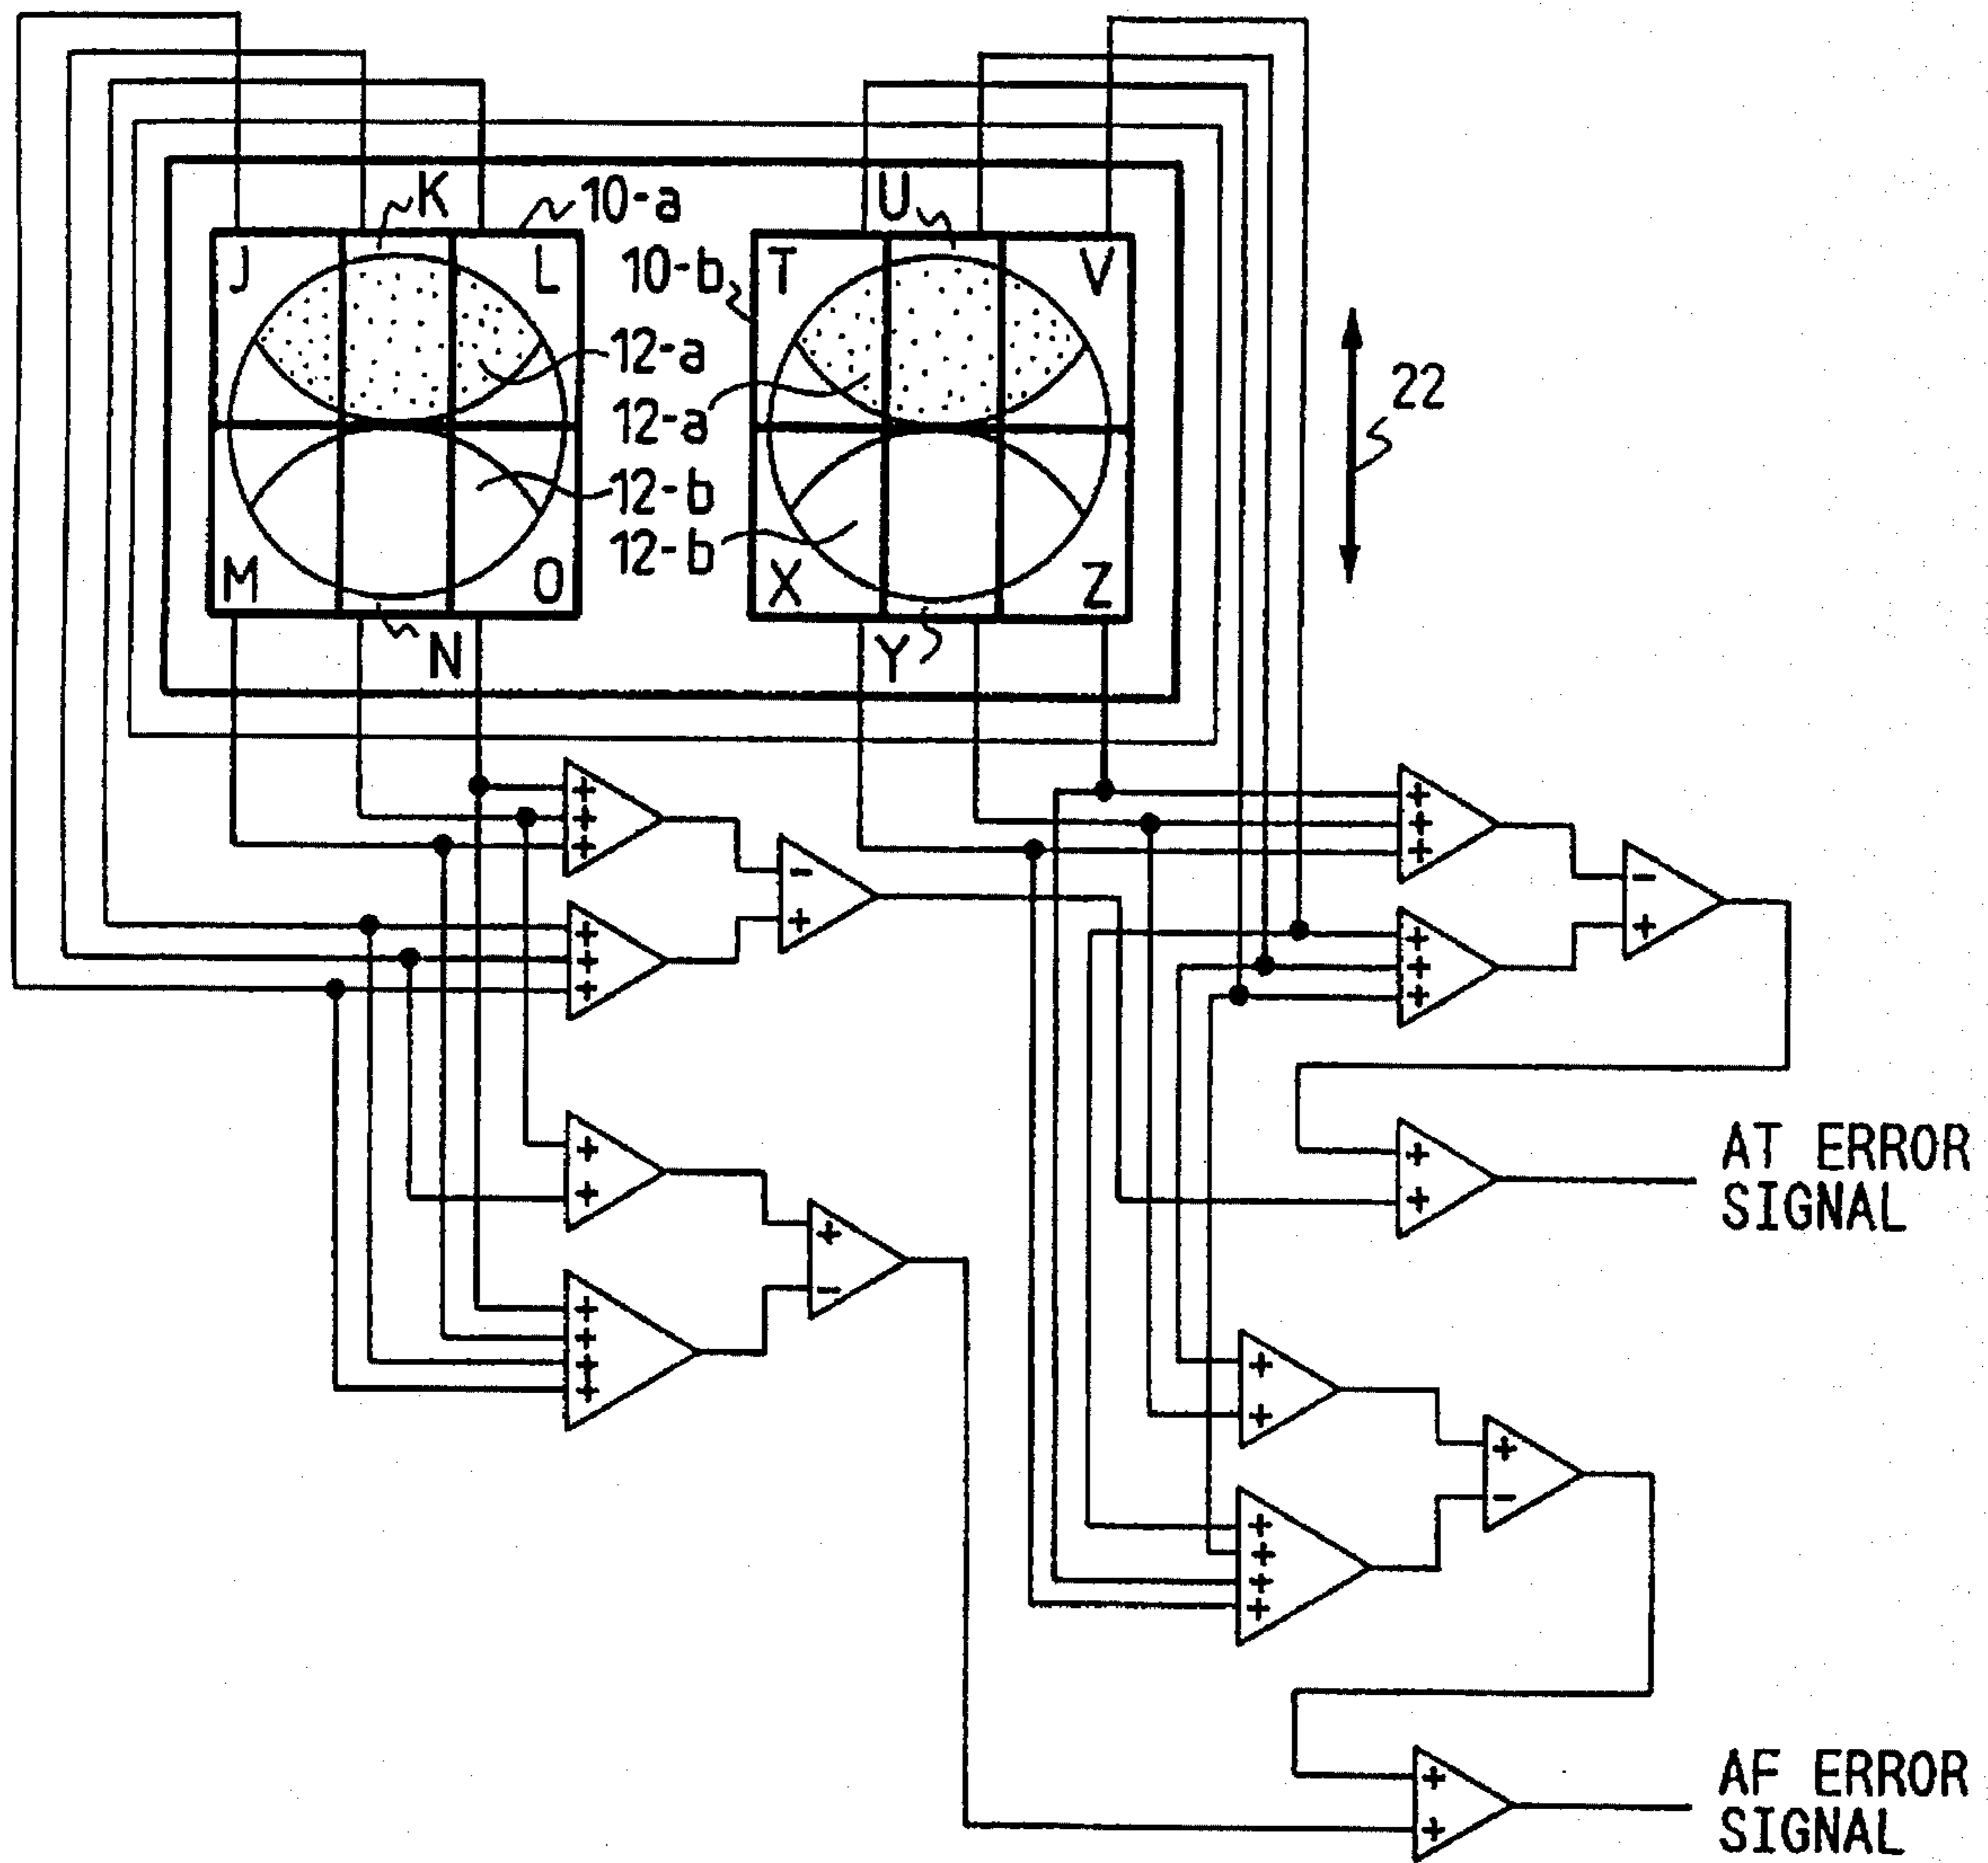 K
10-a
U
J
L
10-b
T
V
12-a
12-a
22
12-b
12-b
M
O
X
Z
N
Y
+
+
+
+
+
+
-
+
-
+
+
+
+
+
+
+
AT ERROR
SIGNAL
+
+
+
+
+
-
+
+
+
+
+
+
+
-
+
+
+
+
AF ERROR
SIGNAL
+
+